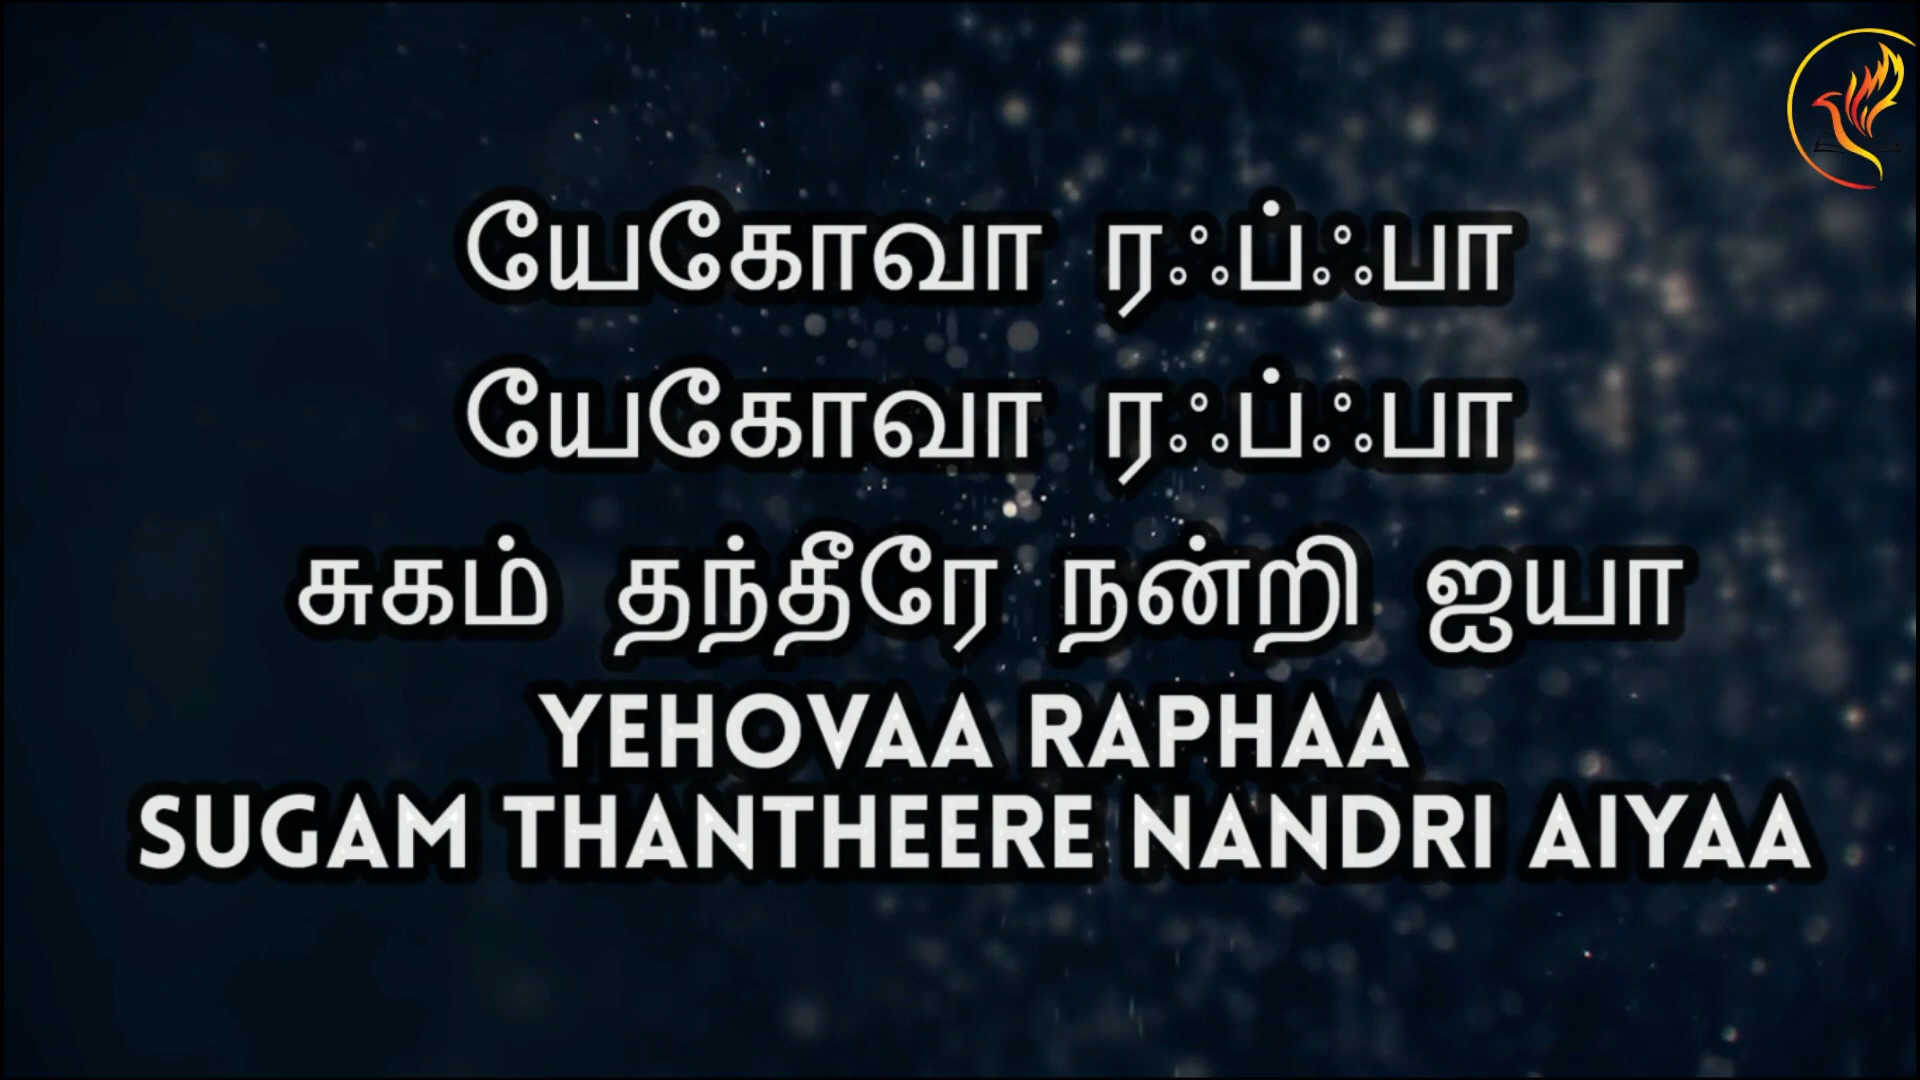 யேகோவா ரஃப்ஃபா
யேகோவா ரஃப்ஃபா
சுகம் தந்தீரே நன்றி ஐயா
YEHOVAA RAPHAA
SUGAM THANTHEERE NANDRI AIYAA